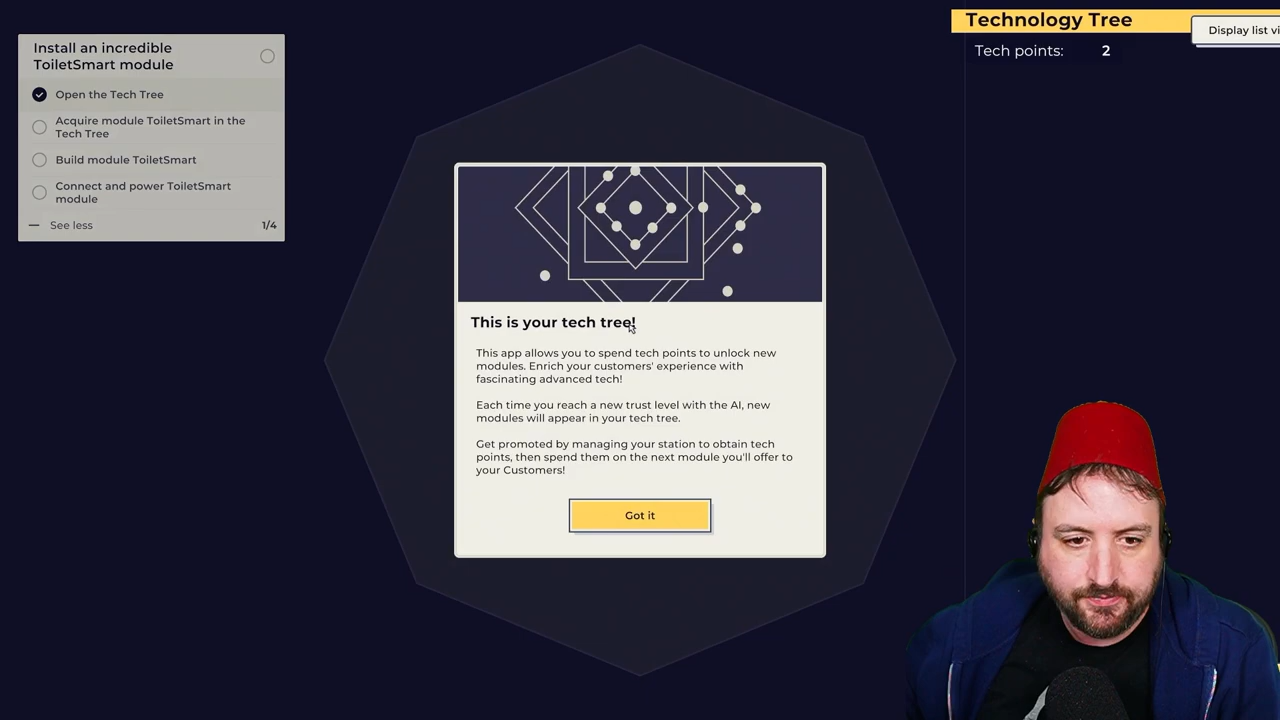 Install an incredible
ToiletSmart module
Open the Tech Tree
Acquire module ToiletSmart in the
Tech Tree
Build module ToiletSmart
Connect and power ToiletSmart
module
See less
1/4
Technology Tree
Display list vi
Tech points:
2
This is your tech tree!
This app allows you to spend tech points to unlock new
modules. Enrich your customers' experience with
fascinating advanced tech!
Each time you reach a new trust level with the AI, new
modules will appear in your tech tree.
Get promoted by managing your station to obtain tech
points, then spend them on the next module you'll offer to
your Customers!
Got it